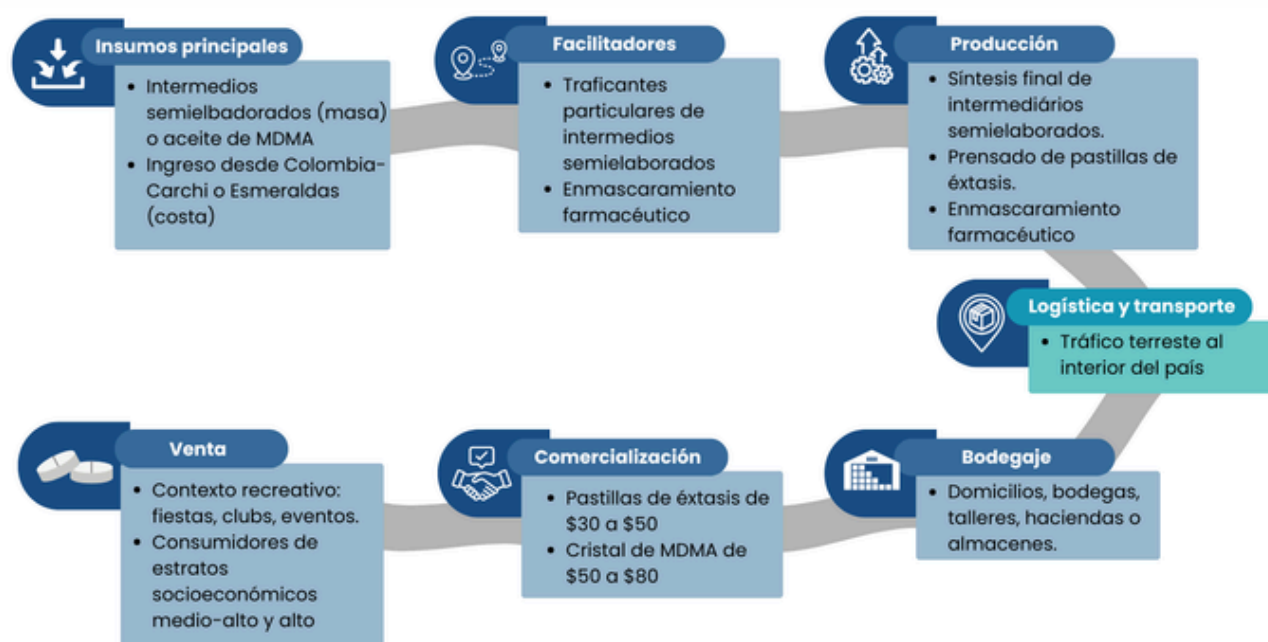 Insumos principales
• Intermedios
semielbadorados (masa)
o aceite de MDMA
• Ingreso desde Colombia-
Carchi o Esmeraldas
(costa)
Facilitadores
• Traficantes
particulares de
intermedios
semielaborados
• Enmascaramiento
farmacéutico
Producción
• Síntesis final de
intermediários
semielaborados.
• Prensado de pastillas de
éxtasis.
• Enmascaramiento
farmacéutico
Logística y transporte
• Tráfico terreste al
interior del país
Bodegaje
• Domicilios, bodegas,
talleres, haciendas o
almacenes.
Comercialización
• Pastillas de éxtasis de
$30 a $50
• Cristal de MDMA de
$50 a $80
Venta
• Contexto recreativo:
fiestas, clubs, eventos.
• Consumidores de
estratos
socioeconómicos
medio-alto y alto